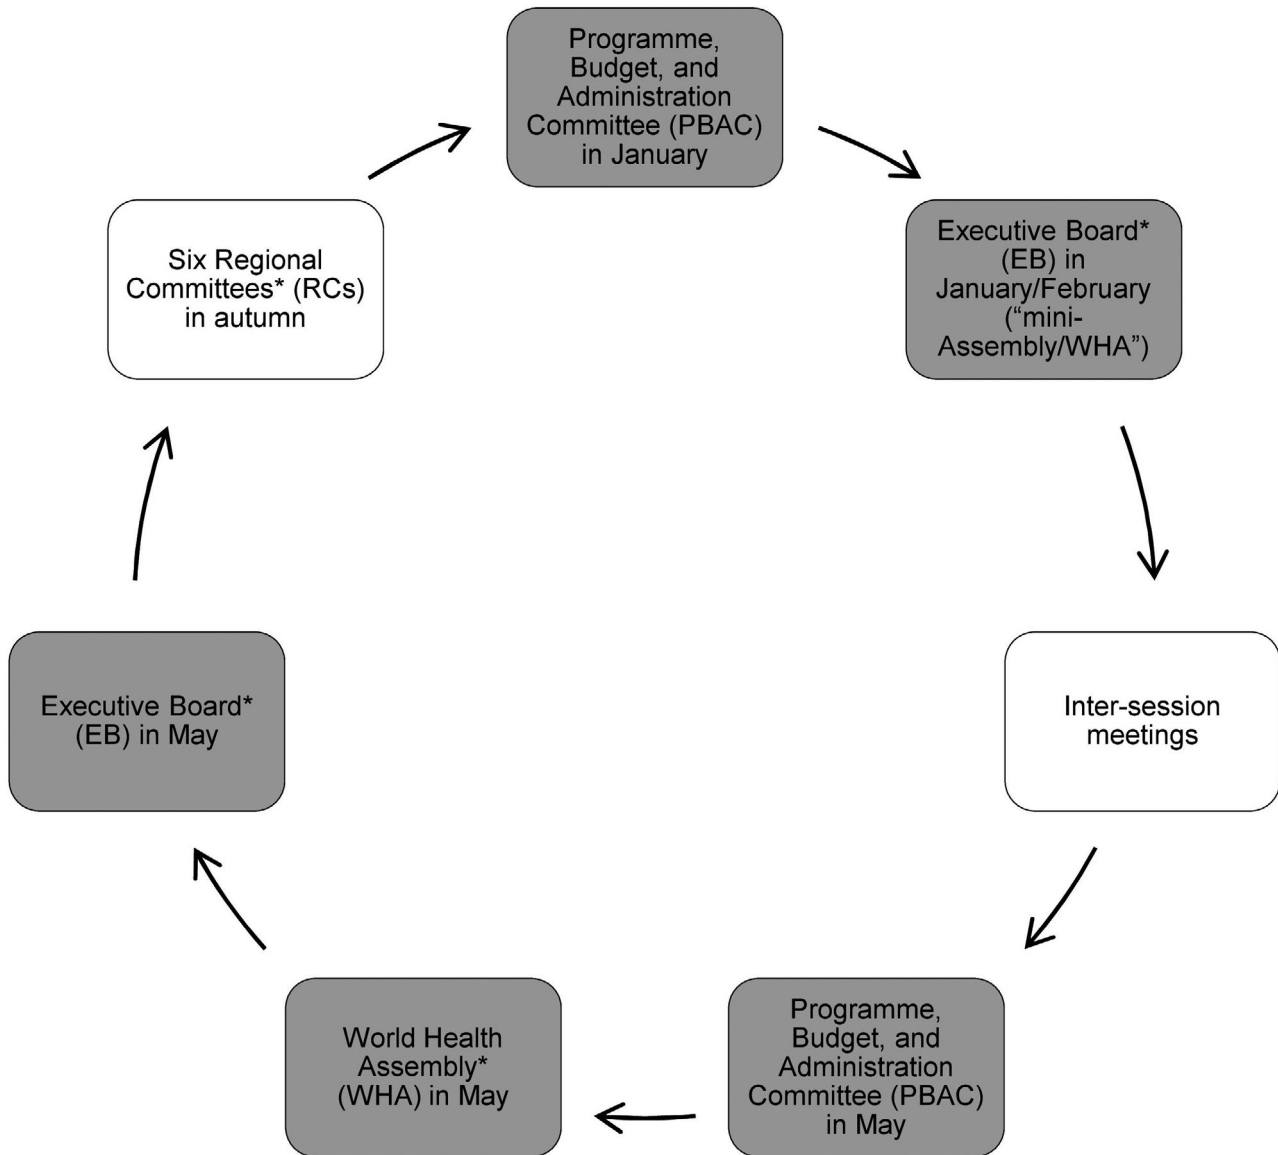 Programme,
Budget, and
Administration
Committee (PBAC)
in January
Executive Board*
(EB) in
January/February
(“mini-
Assembly/WHA”)
Inter-session
meetings
Programme,
Budget, and
Administration
Committee (PBAC)
in May
World Health
Assembly*
(WHA) in May
Executive Board*
(EB) in May
Six Regional
Committees* (RCs)
in autumn